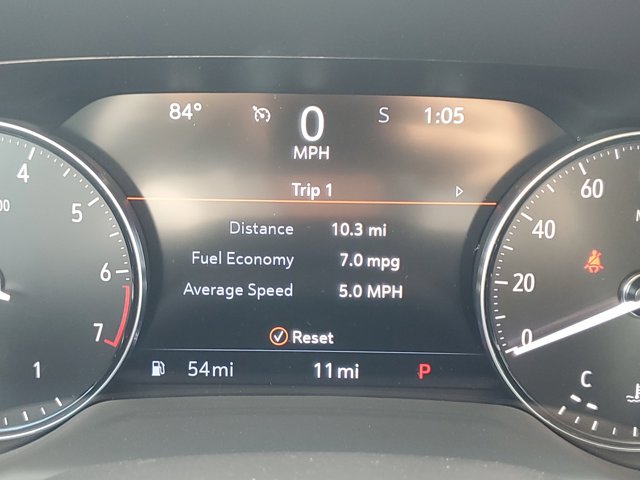 84° 0 S 1:05
MPH
Trip 1
Distance 10.3 mi
Fuel Economy 7.0 mpg
Average Speed 5.0 MPH
Reset
54mi 11mi P
4
5
6
7
1
00
60
40
20
0
C